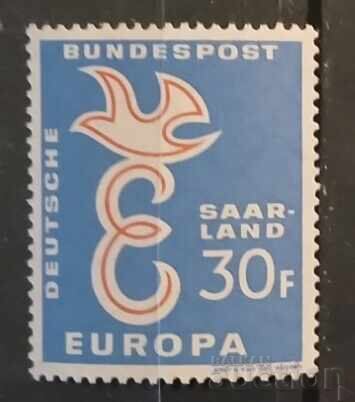 BUNDESPOST
DEUTSCHE
SAAR-
LAND
30F
EUROPA